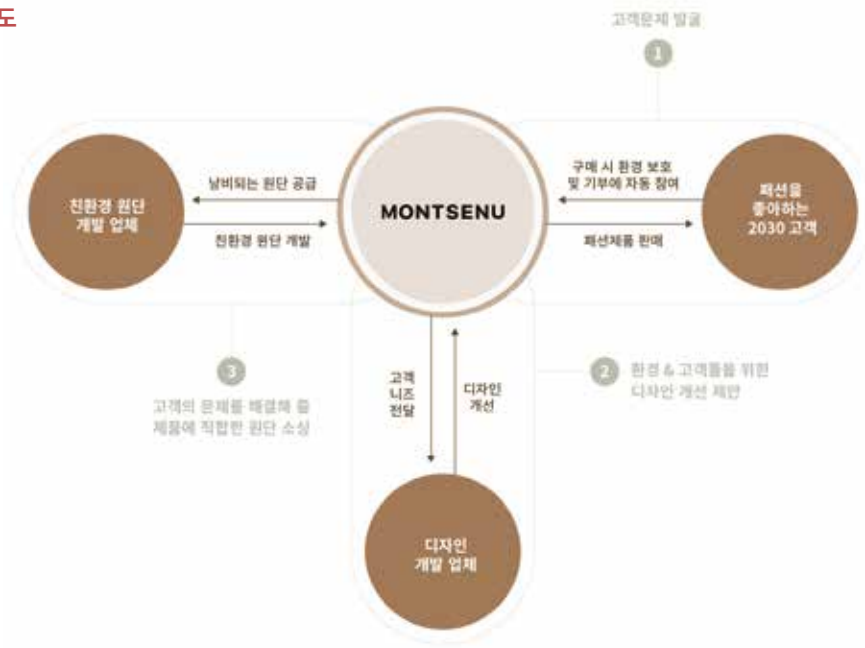 도
고객문제 발굴
1
낭비되는 원단 공급
친환경 원단 개발
친환경 원단
개발 업체
MONTSENU
구매 시 환경 보호
및 기부에 자동 참여
패션제품 판매
패션을
좋아하는
2030 고객
3
고객의 문제를 해결해 줄
제품에 적합한 원단 소싱
고객
니즈
전달
디자인
개선
2
환경 & 고객들을 위한
디자인 개선 제안
디자인
개발 업체